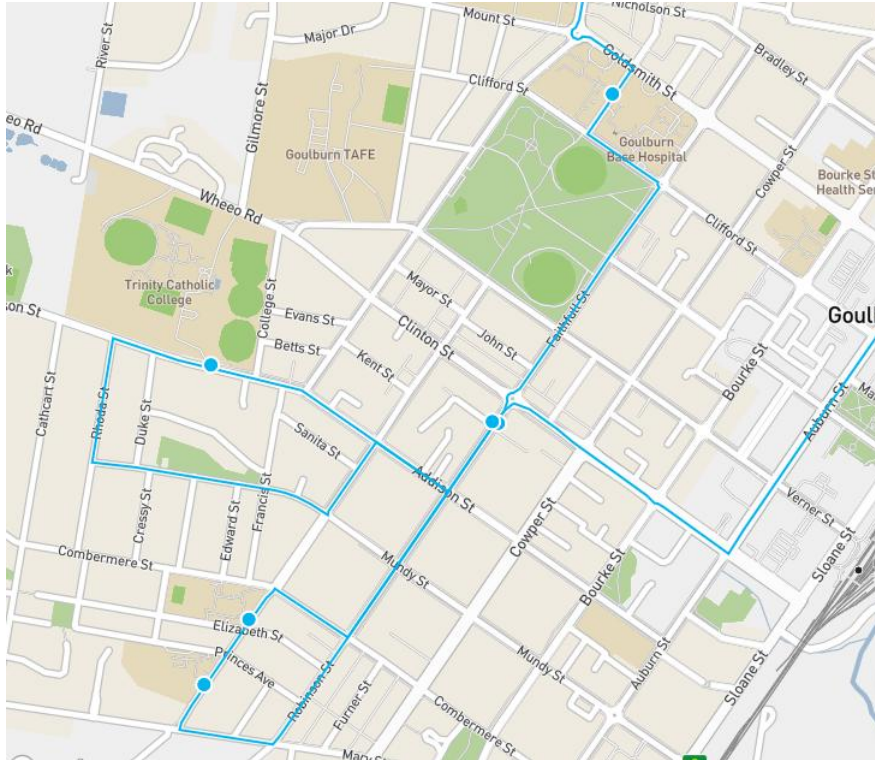 Nicholson St
Mount St
River St
Major Dr
Goldsmith St
Bradley St
Clifford St
eo Rd
Gilmore St
Goulburn TAFE
Goulburn
Base Hospital
Cowper St
Bourke St
Health Ser
Wheeo Rd
Clifford St
k
Trinity Catholic
College
College St
Mayor St
son St
Evans St
Clinton St
Faithfull St
Goul
Betts St
John St
Kent St
Bourke St
Cathcart St
Rhoda St
Duke St
Auburn St
Ma
Sanita St
Addison St
Cressy St
Edward St
Francis St
Verner St
Cowper St
Sloane St
Combermere St
Mundy St
Bourke St
Elizabeth St
Princes Ave
Robinson St
Mundy St
Auburn St
Sloane St
Furner St
Combermere St
Mary St